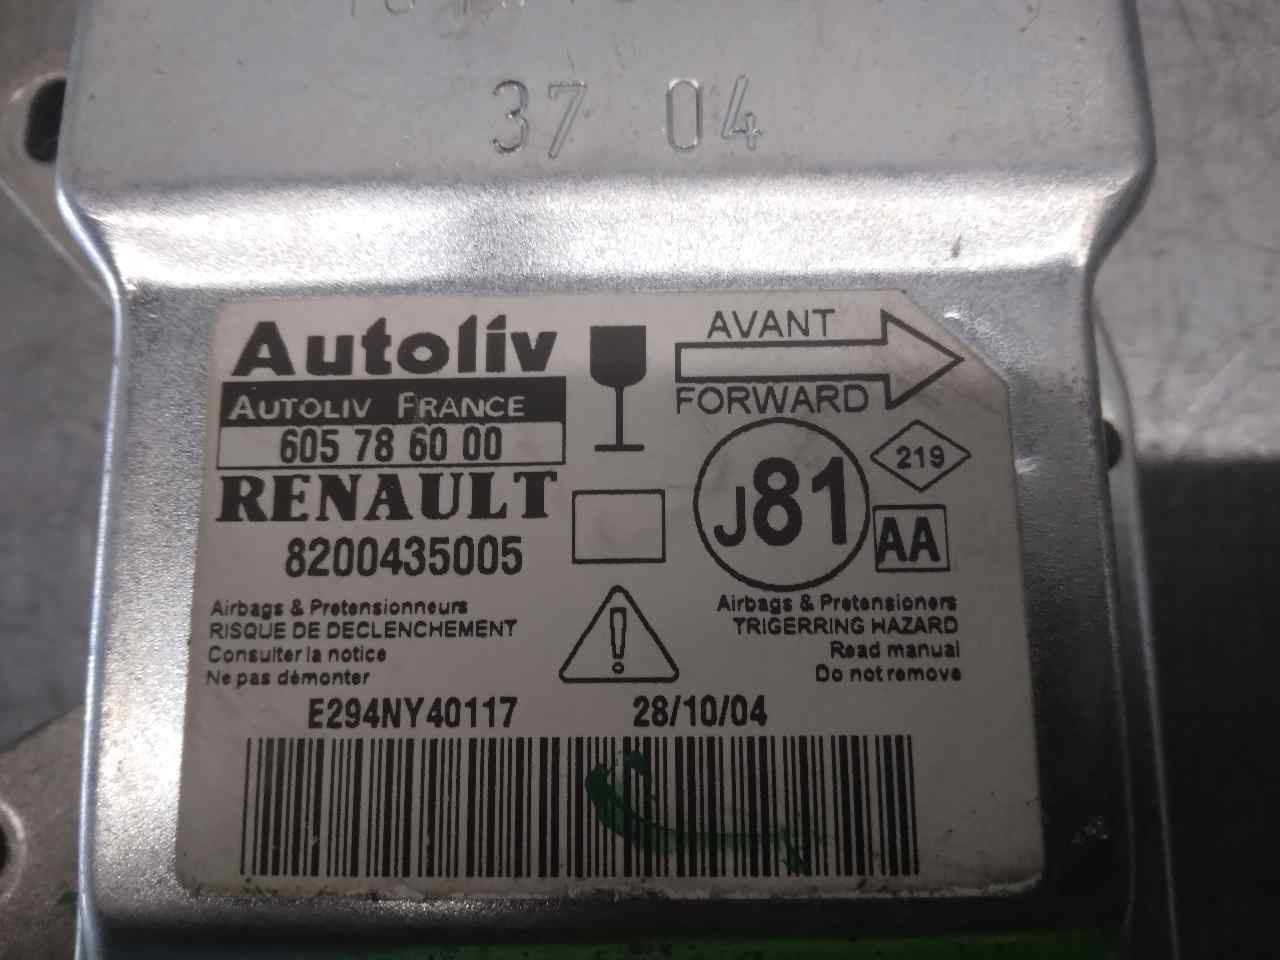 37 04
Autoliv
AUTOLIV FRANCE
605 78 60 00
RENAULT
8200435005
AVANT
FORWARD
J81
219
AA
Airbags & Pretensionneurs
RISQUE DE DECLENCHEMENT
Consulter la notice
Ne pas démonter
Airbags & Pretensioners
TRIGERRING HAZARD
Read manual
Do not remove
!
E294NY40117 28/10/04